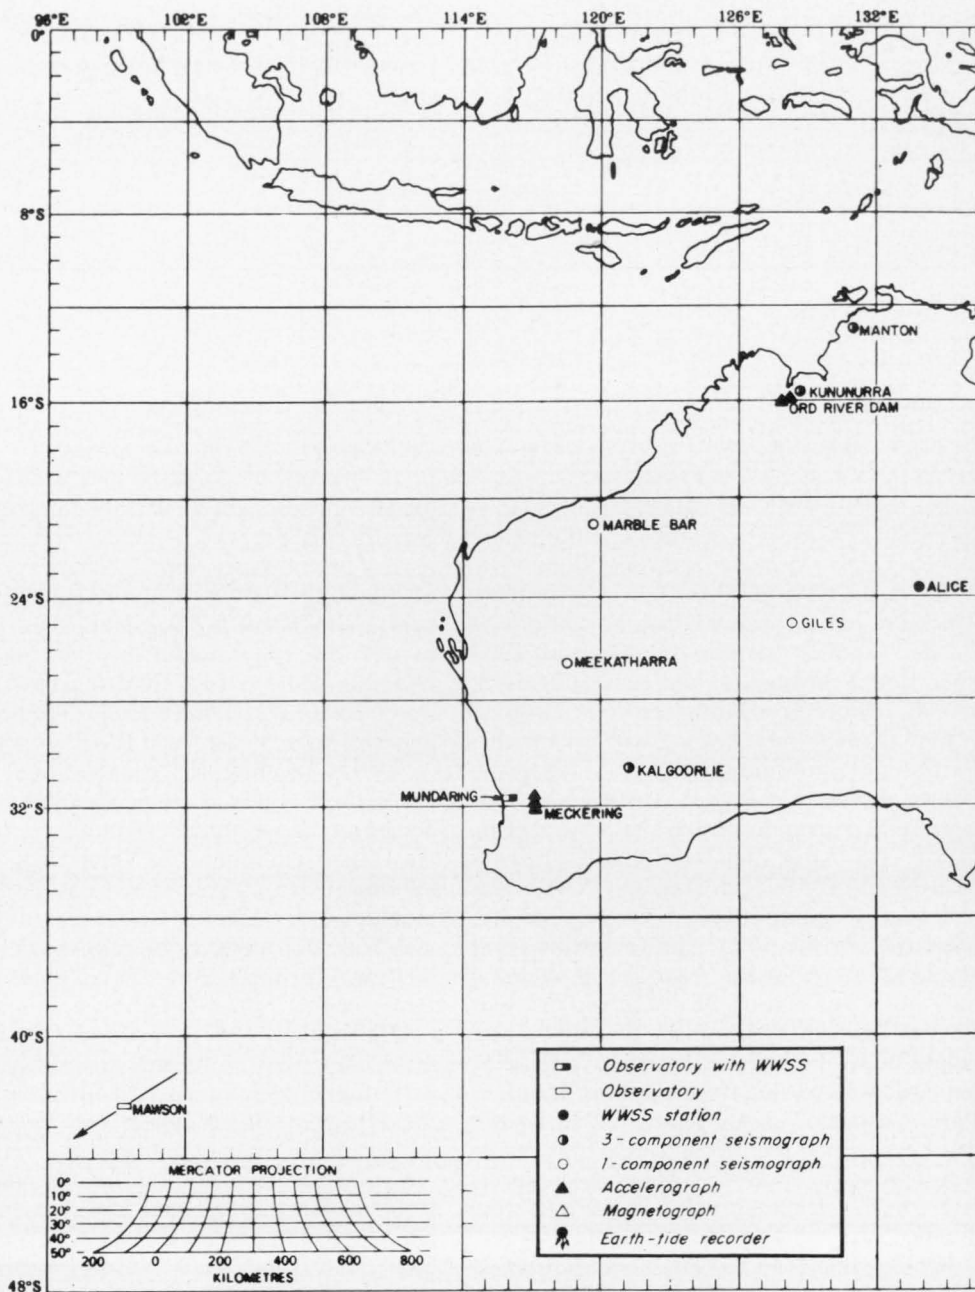 96°E 102°E 108°E 114°E 120°E 126°E 132°E
0°
8°S
MANTON
KUNUNURRA
16°S
ORD RIVER DAM
MARBLE BAR
ALICE
24°S
GILES
MEEKATHARRA
KALGOORLIE
MUNDARING
32°S
MECKERING
40°S
MAWSON
Observatory with WWSS
Observatory
WWSS station
3-component seismograph
1-component seismograph
Accelerograph
Magnetograph
Earth-tide recorder
MERCATOR PROJECTION
0°
10°
20°
30°
40°
50°
200 0 200 400 600 800
KILOMETRES
48°S